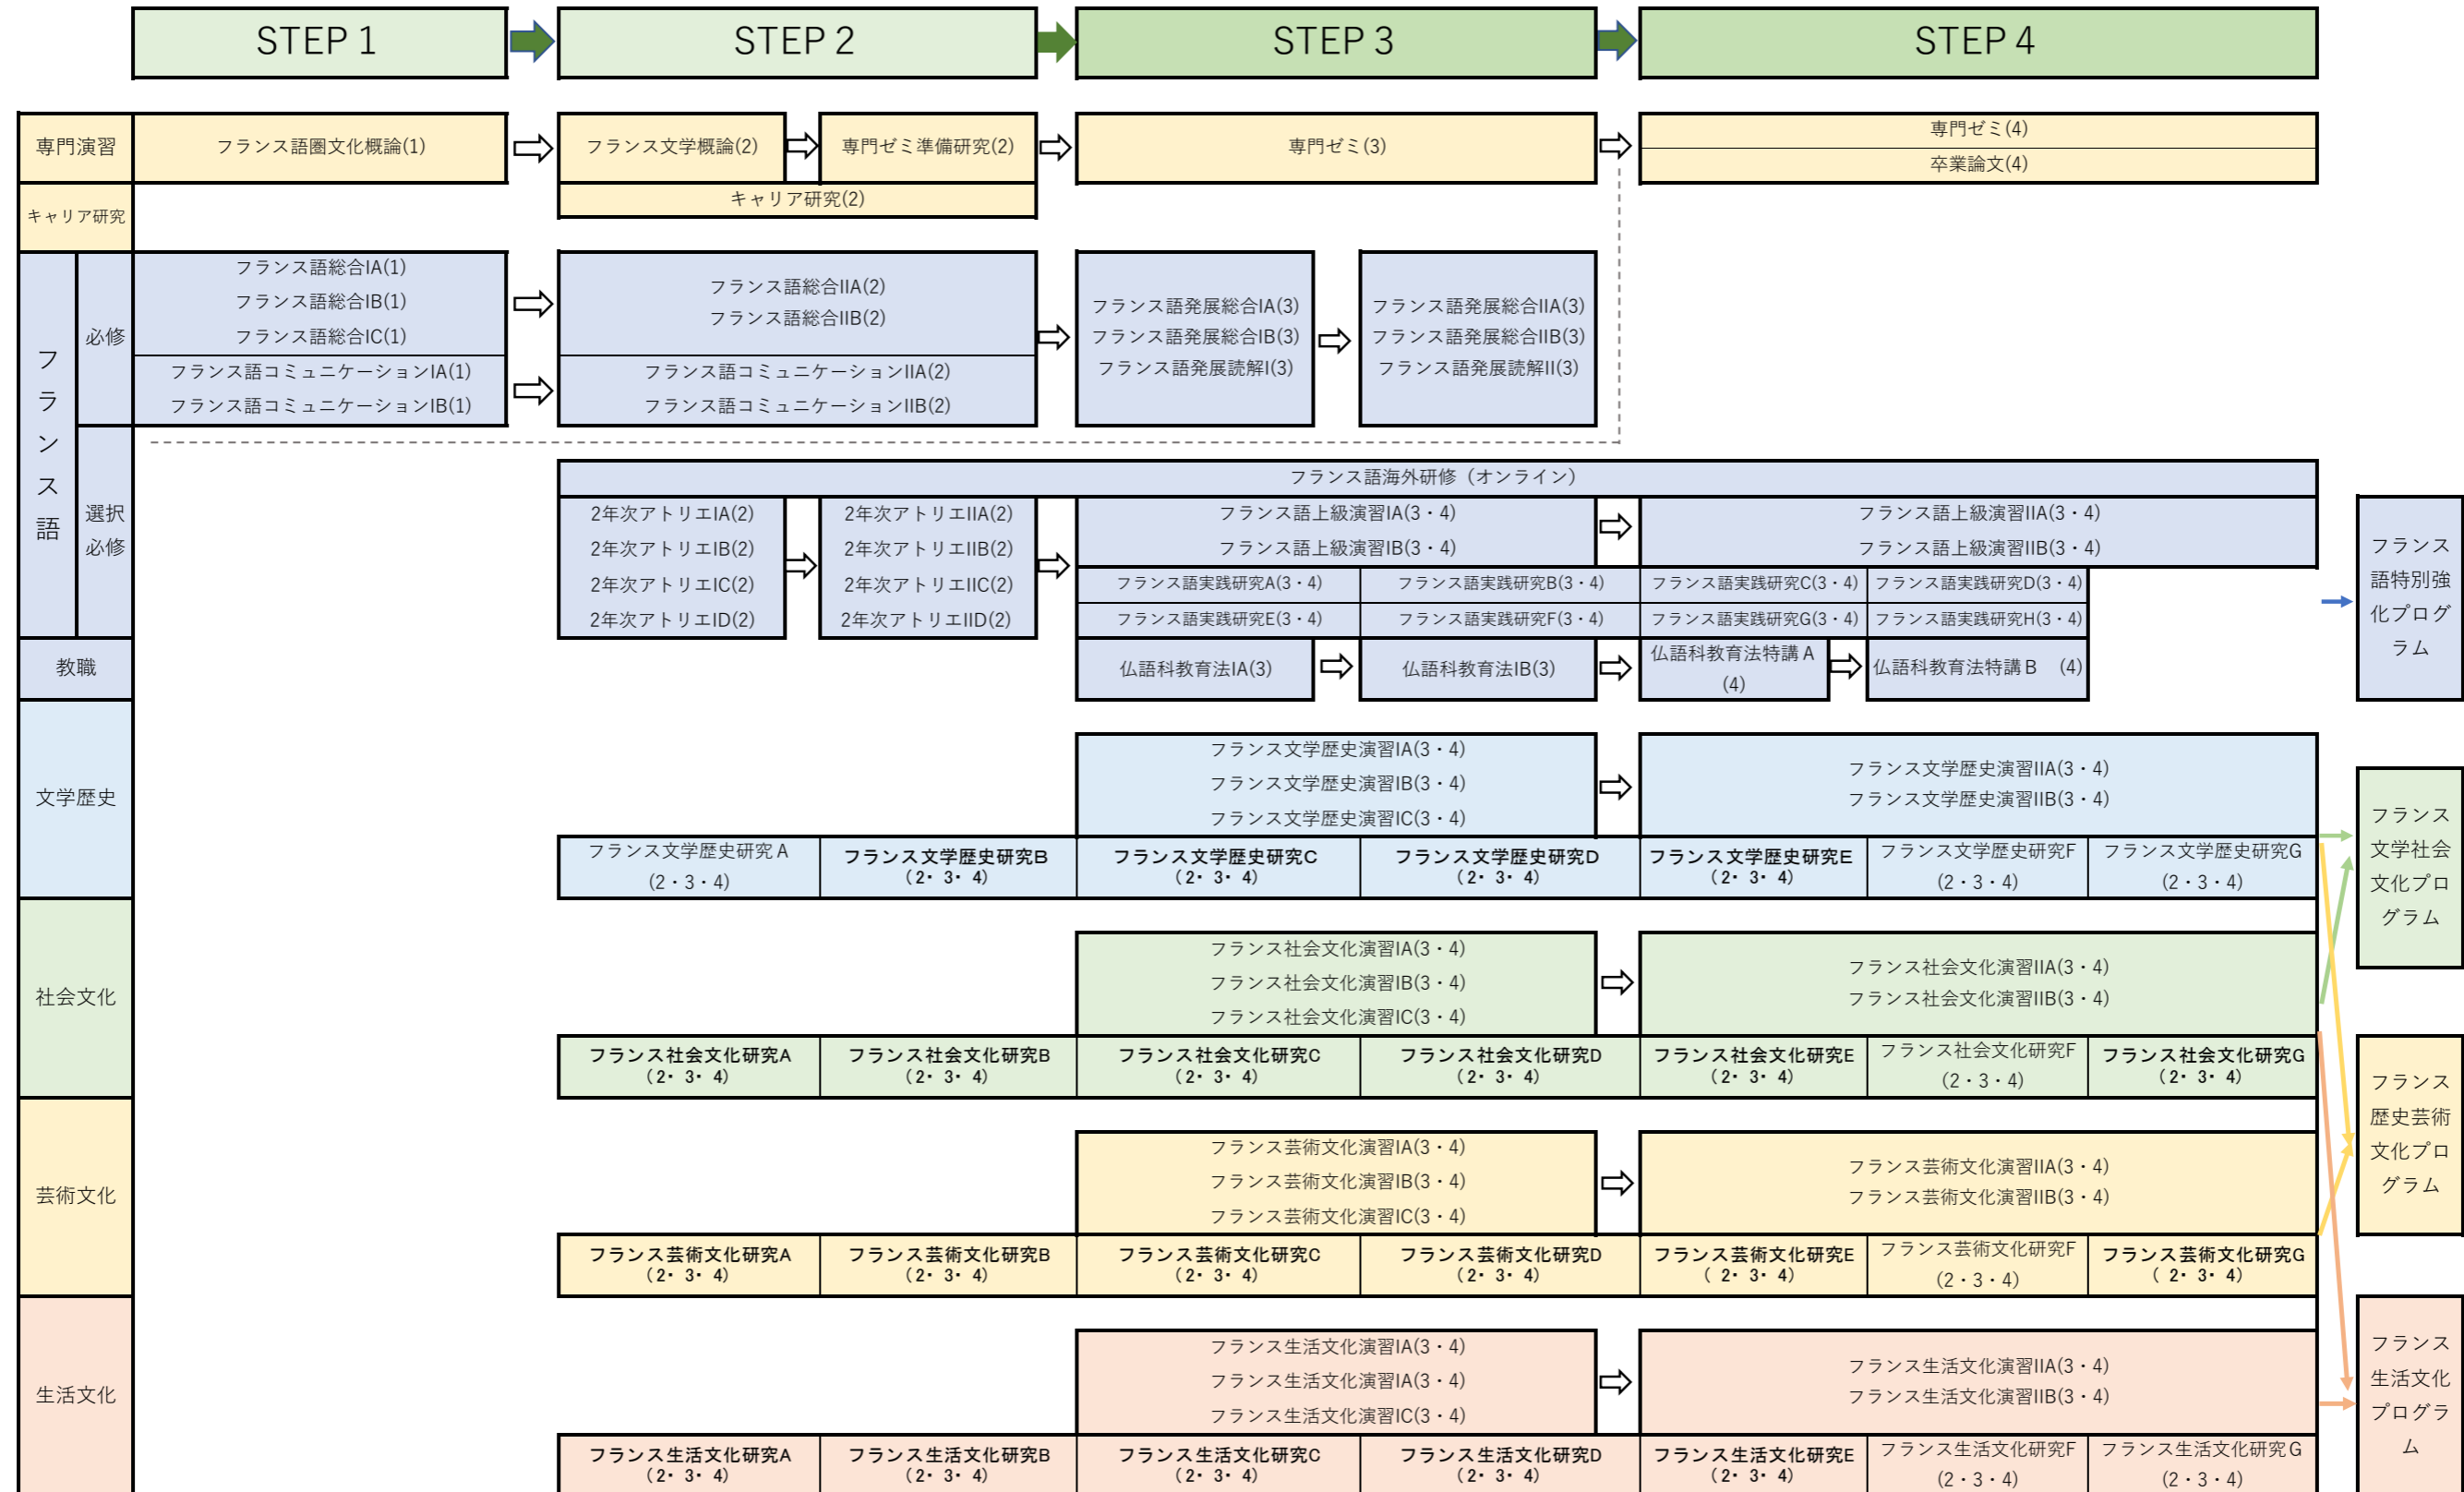 STEP 1
STEP 2
STEP 3
STEP 4
専門演習
フランス語圏文化概論(1)
フランス文学概論(2)
専門ゼミ準備研究(2)
専門ゼミ(3)
専門ゼミ(4)
卒業論文(4)
キャリア研究
キャリア研究(2)
フランス語
必修
フランス語総合IA(1)
フランス語総合IB(1)
フランス語総合IC(1)
フランス語コミュニケーションIA(1)
フランス語コミュニケーションIB(1)
フランス語総合IIA(2)
フランス語総合IIB(2)
フランス語コミュニケーションIIA(2)
フランス語コミュニケーションIIB(2)
フランス語発展総合IA(3)
フランス語発展総合IB(3)
フランス語発展読解I(3)
フランス語発展総合IIA(3)
フランス語発展総合IIB(3)
フランス語発展読解II(3)
選択
必修
フランス語海外研修（オンライン）
2年次アトリエIA(2)
2年次アトリエIB(2)
2年次アトリエIC(2)
2年次アトリエID(2)
2年次アトリエIIA(2)
2年次アトリエIIB(2)
2年次アトリエIIC(2)
2年次アトリエIID(2)
フランス語上級演習IA(3・4)
フランス語上級演習IB(3・4)
フランス語上級演習IIA(3・4)
フランス語上級演習IIB(3・4)
フランス語実践研究A(3・4)
フランス語実践研究B(3・4)
フランス語実践研究C(3・4)
フランス語実践研究D(3・4)
フランス語実践研究E(3・4)
フランス語実践研究F(3・4)
フランス語実践研究G(3・4)
フランス語実践研究H(3・4)
フランス
語特別強
化プログ
ラム
教職
仏語科教育法IA(3)
仏語科教育法IB(3)
仏語科教育法特講A
(4)
仏語科教育法特講B (4)
文学歴史
フランス文学歴史演習IA(3・4)
フランス文学歴史演習IB(3・4)
フランス文学歴史演習IC(3・4)
フランス文学歴史演習IIA(3・4)
フランス文学歴史演習IIB(3・4)
フランス文学歴史研究A
(2・3・4)
フランス文学歴史研究B
(2・3・4)
フランス文学歴史研究C
(2・3・4)
フランス文学歴史研究D
(2・3・4)
フランス文学歴史研究E
(2・3・4)
フランス文学歴史研究F
(2・3・4)
フランス文学歴史研究G
(2・3・4)
フランス
文学社会
文化プロ
グラム
社会文化
フランス社会文化演習IA(3・4)
フランス社会文化演習IB(3・4)
フランス社会文化演習IC(3・4)
フランス社会文化演習IIA(3・4)
フランス社会文化演習IIB(3・4)
フランス社会文化研究A
(2・3・4)
フランス社会文化研究B
(2・3・4)
フランス社会文化研究C
(2・3・4)
フランス社会文化研究D
(2・3・4)
フランス社会文化研究E
(2・3・4)
フランス社会文化研究F
(2・3・4)
フランス社会文化研究G
(2・3・4)
フランス
歴史芸術
文化プロ
グラム
芸術文化
フランス芸術文化演習IA(3・4)
フランス芸術文化演習IB(3・4)
フランス芸術文化演習IC(3・4)
フランス芸術文化演習IIA(3・4)
フランス芸術文化演習IIB(3・4)
フランス芸術文化研究A
(2・3・4)
フランス芸術文化研究B
(2・3・4)
フランス芸術文化研究C
(2・3・4)
フランス芸術文化研究D
(2・3・4)
フランス芸術文化研究E
(2・3・4)
フランス芸術文化研究F
(2・3・4)
フランス芸術文化研究G
(2・3・4)
生活文化
フランス生活文化演習IA(3・4)
フランス生活文化演習IA(3・4)
フランス生活文化演習IC(3・4)
フランス生活文化演習IIA(3・4)
フランス生活文化演習IIB(3・4)
フランス生活文化研究A
(2・3・4)
フランス生活文化研究B
(2・3・4)
フランス生活文化研究C
(2・3・4)
フランス生活文化研究D
(2・3・4)
フランス生活文化研究E
(2・3・4)
フランス生活文化研究F
(2・3・4)
フランス生活文化研究G
(2・3・4)
フランス
生活文化
プログラ
ム